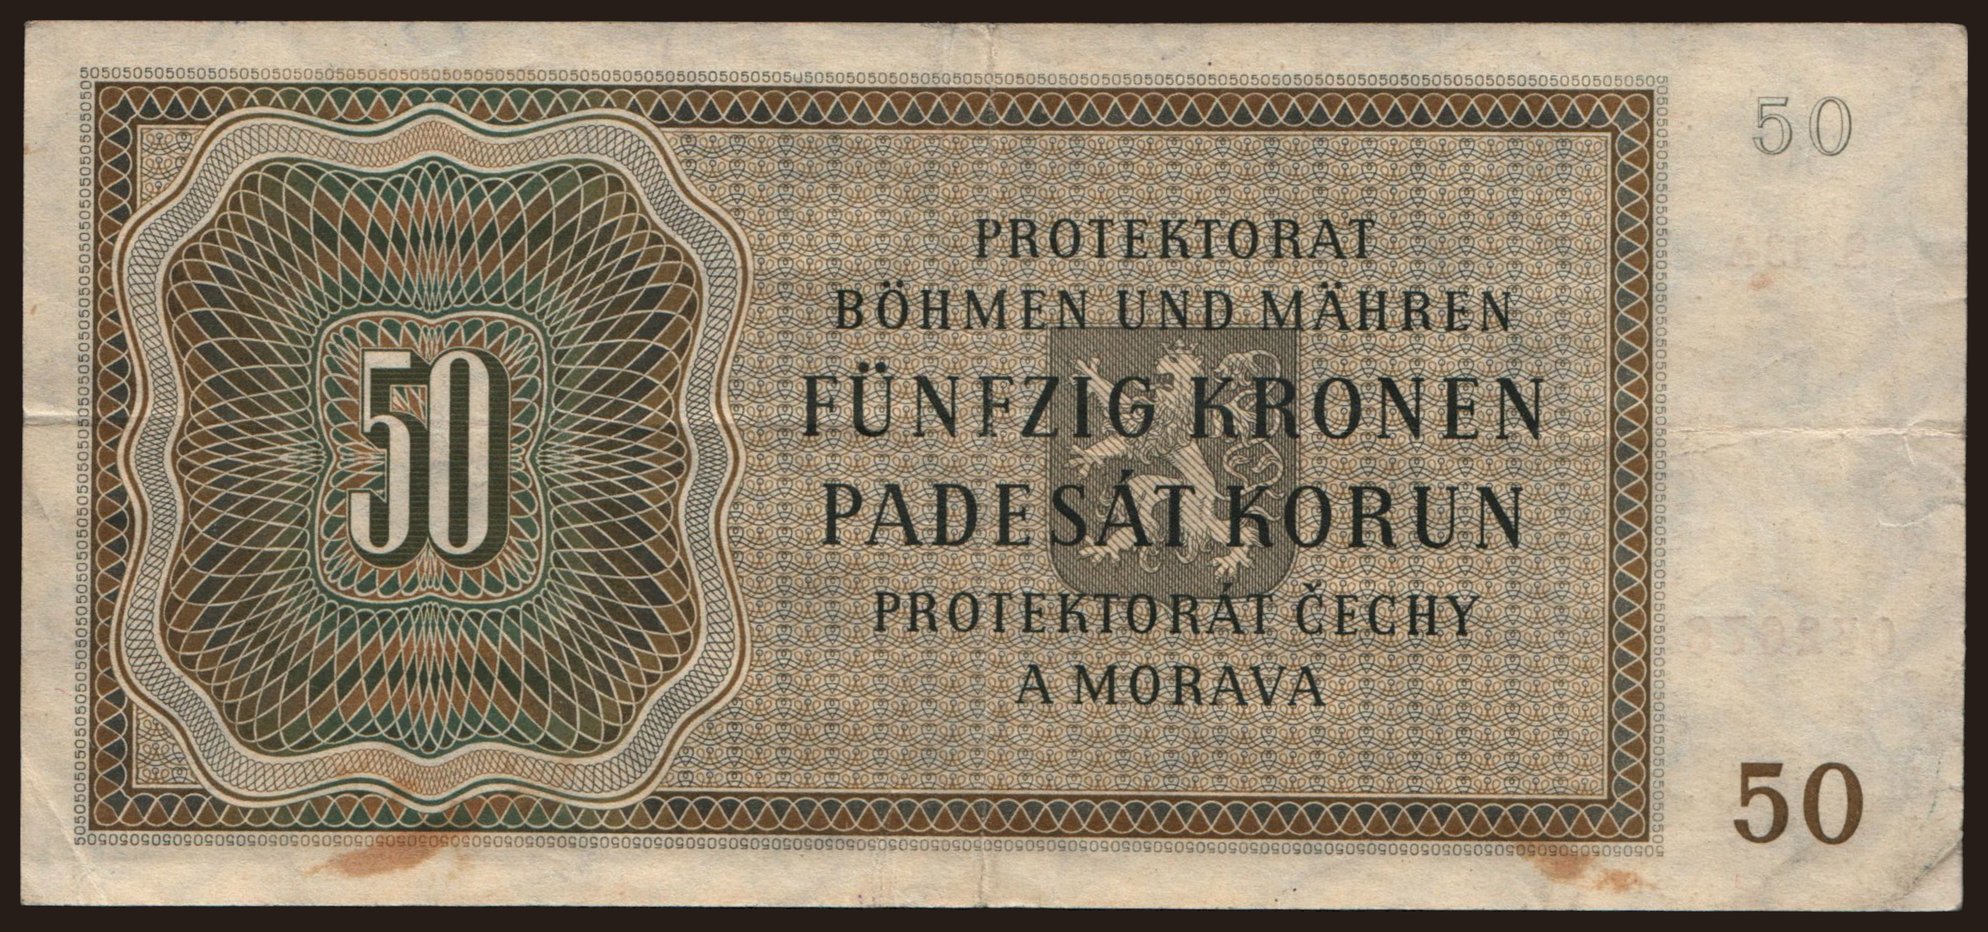 50
PROTEKTORAT
BÖHMEN UND MÄHREN
FÜNFZIG KRONEN
PADESÁT KORUN
PROTEKTORÁT ČECHY
A MORAVA
50
50